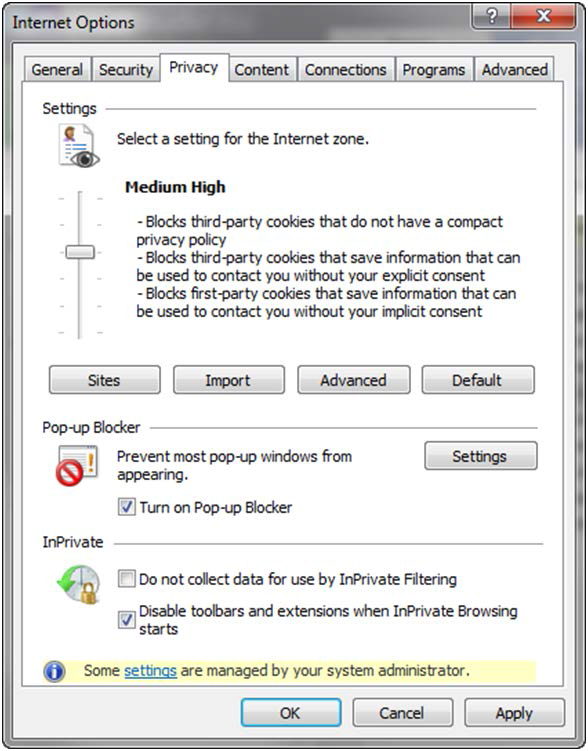 Internet Options
?
General Security Privacy Content Connections Programs Advanced
Settings
Select a setting for the Internet zone.
Medium High
- Blocks third-party cookies that do not have a compact
privacy policy
- Blocks third-party cookies that save information that can
be used to contact you without your explicit consent
- Blocks first-party cookies that save information that can
be used to contact you without your implicit consent
Sites Import Advanced Default
Pop-up Blocker
Prevent most pop-up windows from
appearing.
Settings
Turn on Pop-up Blocker
InPrivate
Do not collect data for use by InPrivate Filtering
Disable toolbars and extensions when InPrivate Browsing
starts
Some settings are managed by your system administrator.
OK Cancel Apply